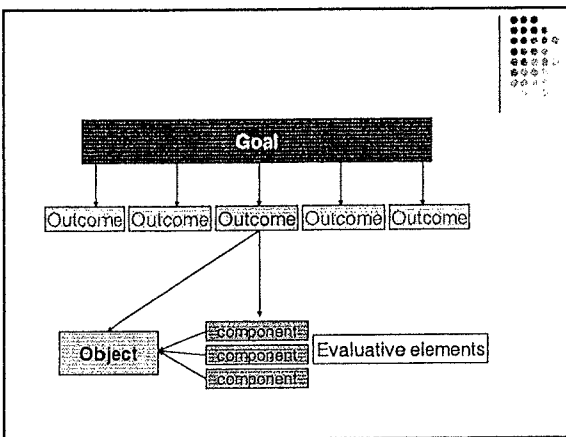 Goal
Outcome Outcome Outcome Outcome Outcome
component
Object component Evaluative elements
component